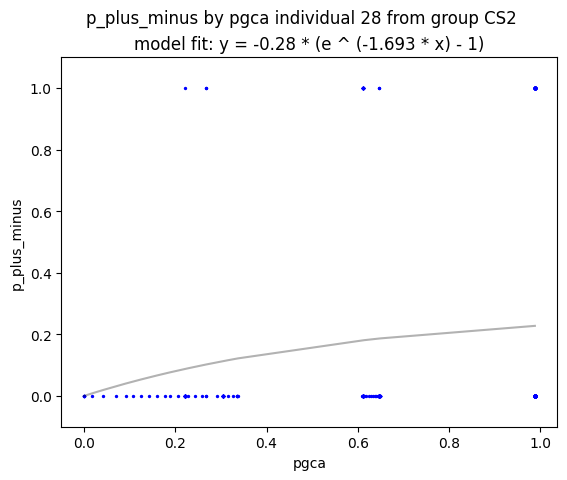 p_plus_minus by pgca individual 28 from group CS2
model fit: y = -0.28 * (e ^ (-1.693 * x) - 1)
1.0
0.8
0.6
0.4
0.2
0.0
p_plus_minus
0.0 0.2 0.4 0.6 0.8 1.0
pgca